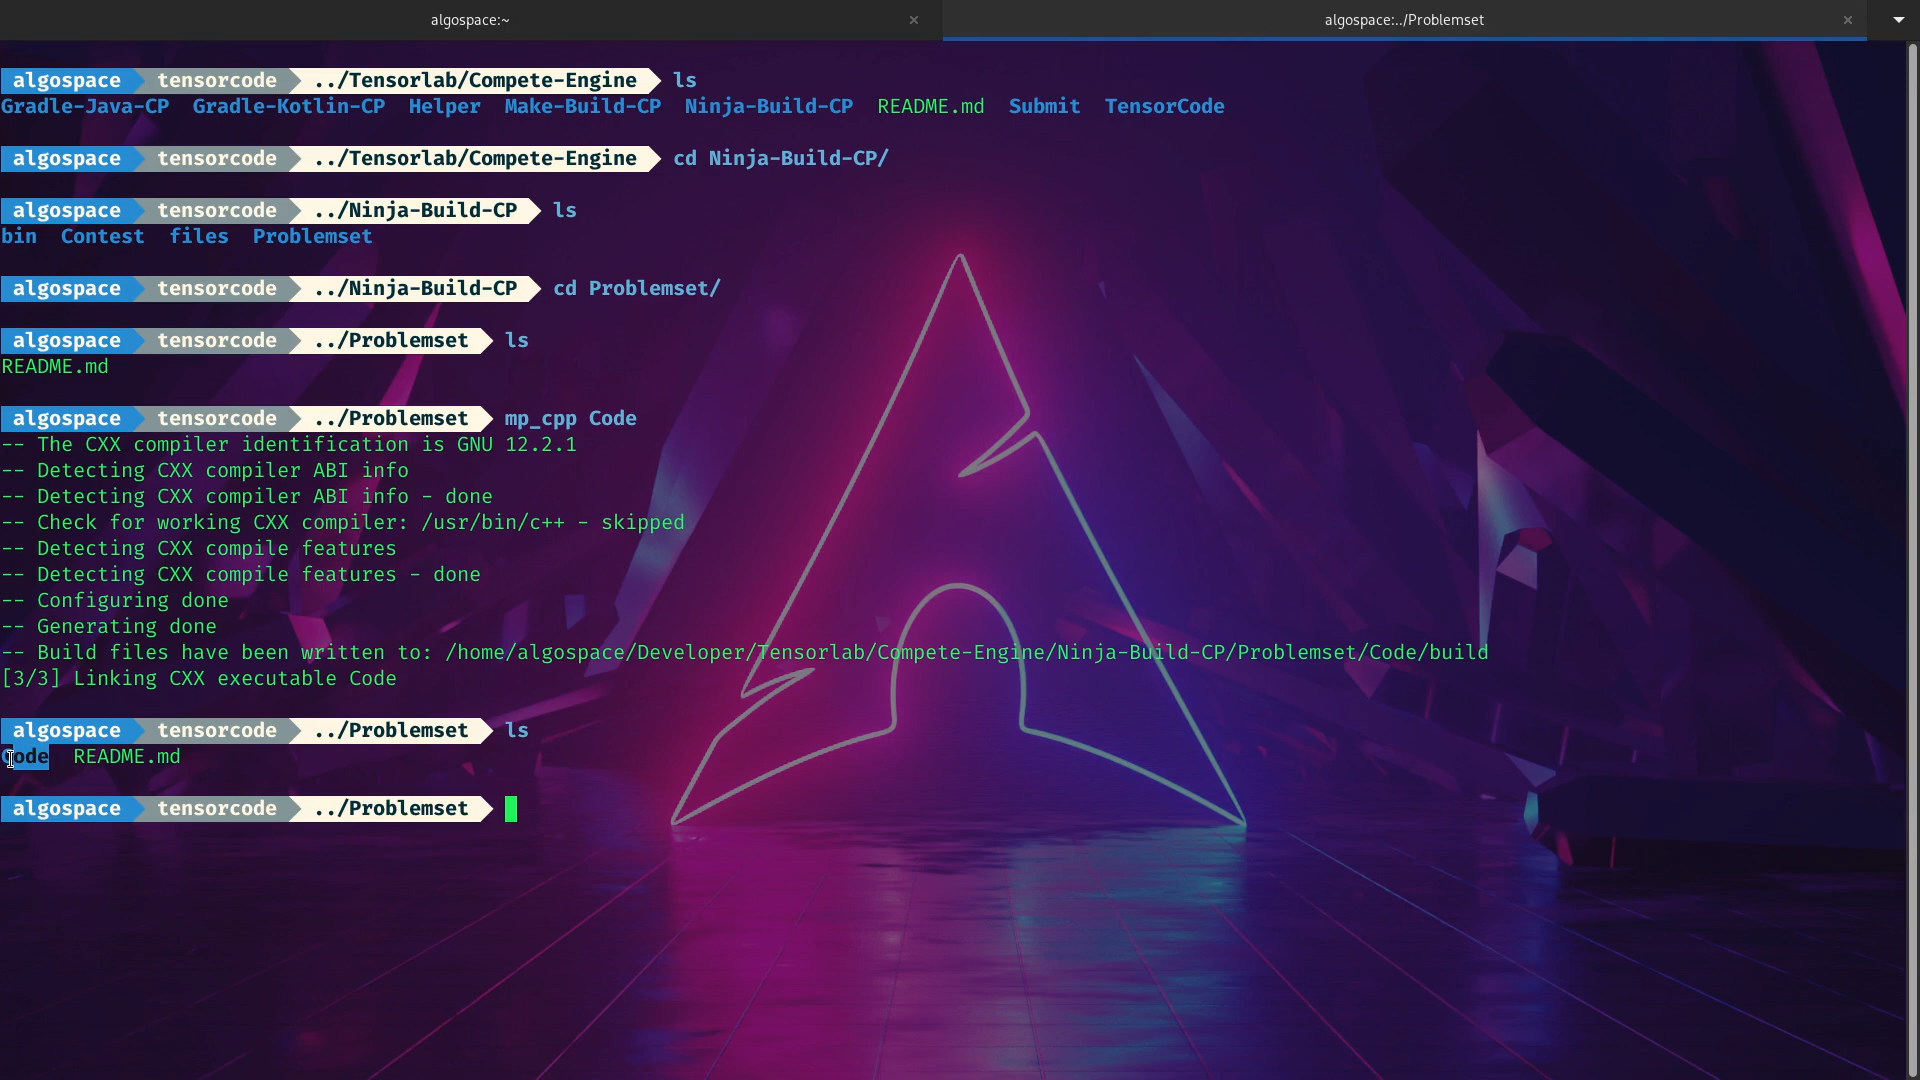 algospace:~ × algospace:../Problemset ×
algospace tensorcode ../Tensorlab/Compete-Engine ls
Gradle-Java-CP Gradle-Kotlin-CP Helper Make-Build-CP Ninja-Build-CP README.md Submit TensorCode
algospace tensorcode ../Tensorlab/Compete-Engine cd Ninja-Build-CP/
algospace tensorcode ../Ninja-Build-CP ls
bin Contest files Problemset
algospace tensorcode ../Ninja-Build-CP cd Problemset/
algospace tensorcode ../Problemset ls
README.md
algospace tensorcode ../Problemset mp_cpp Code
-- The CXX compiler identification is GNU 12.2.1
-- Detecting CXX compiler ABI info
-- Detecting CXX compiler ABI info - done
-- Check for working CXX compiler: /usr/bin/c++ - skipped
-- Detecting CXX compile features
-- Detecting CXX compile features - done
-- Configuring done
-- Generating done
-- Build files have been written to: /home/algospace/Developer/Tensorlab/Compete-Engine/Ninja-Build-CP/Problemset/Code/build
[3/3] Linking CXX executable Code
algospace tensorcode ../Problemset ls
Code README.md
algospace tensorcode ../Problemset